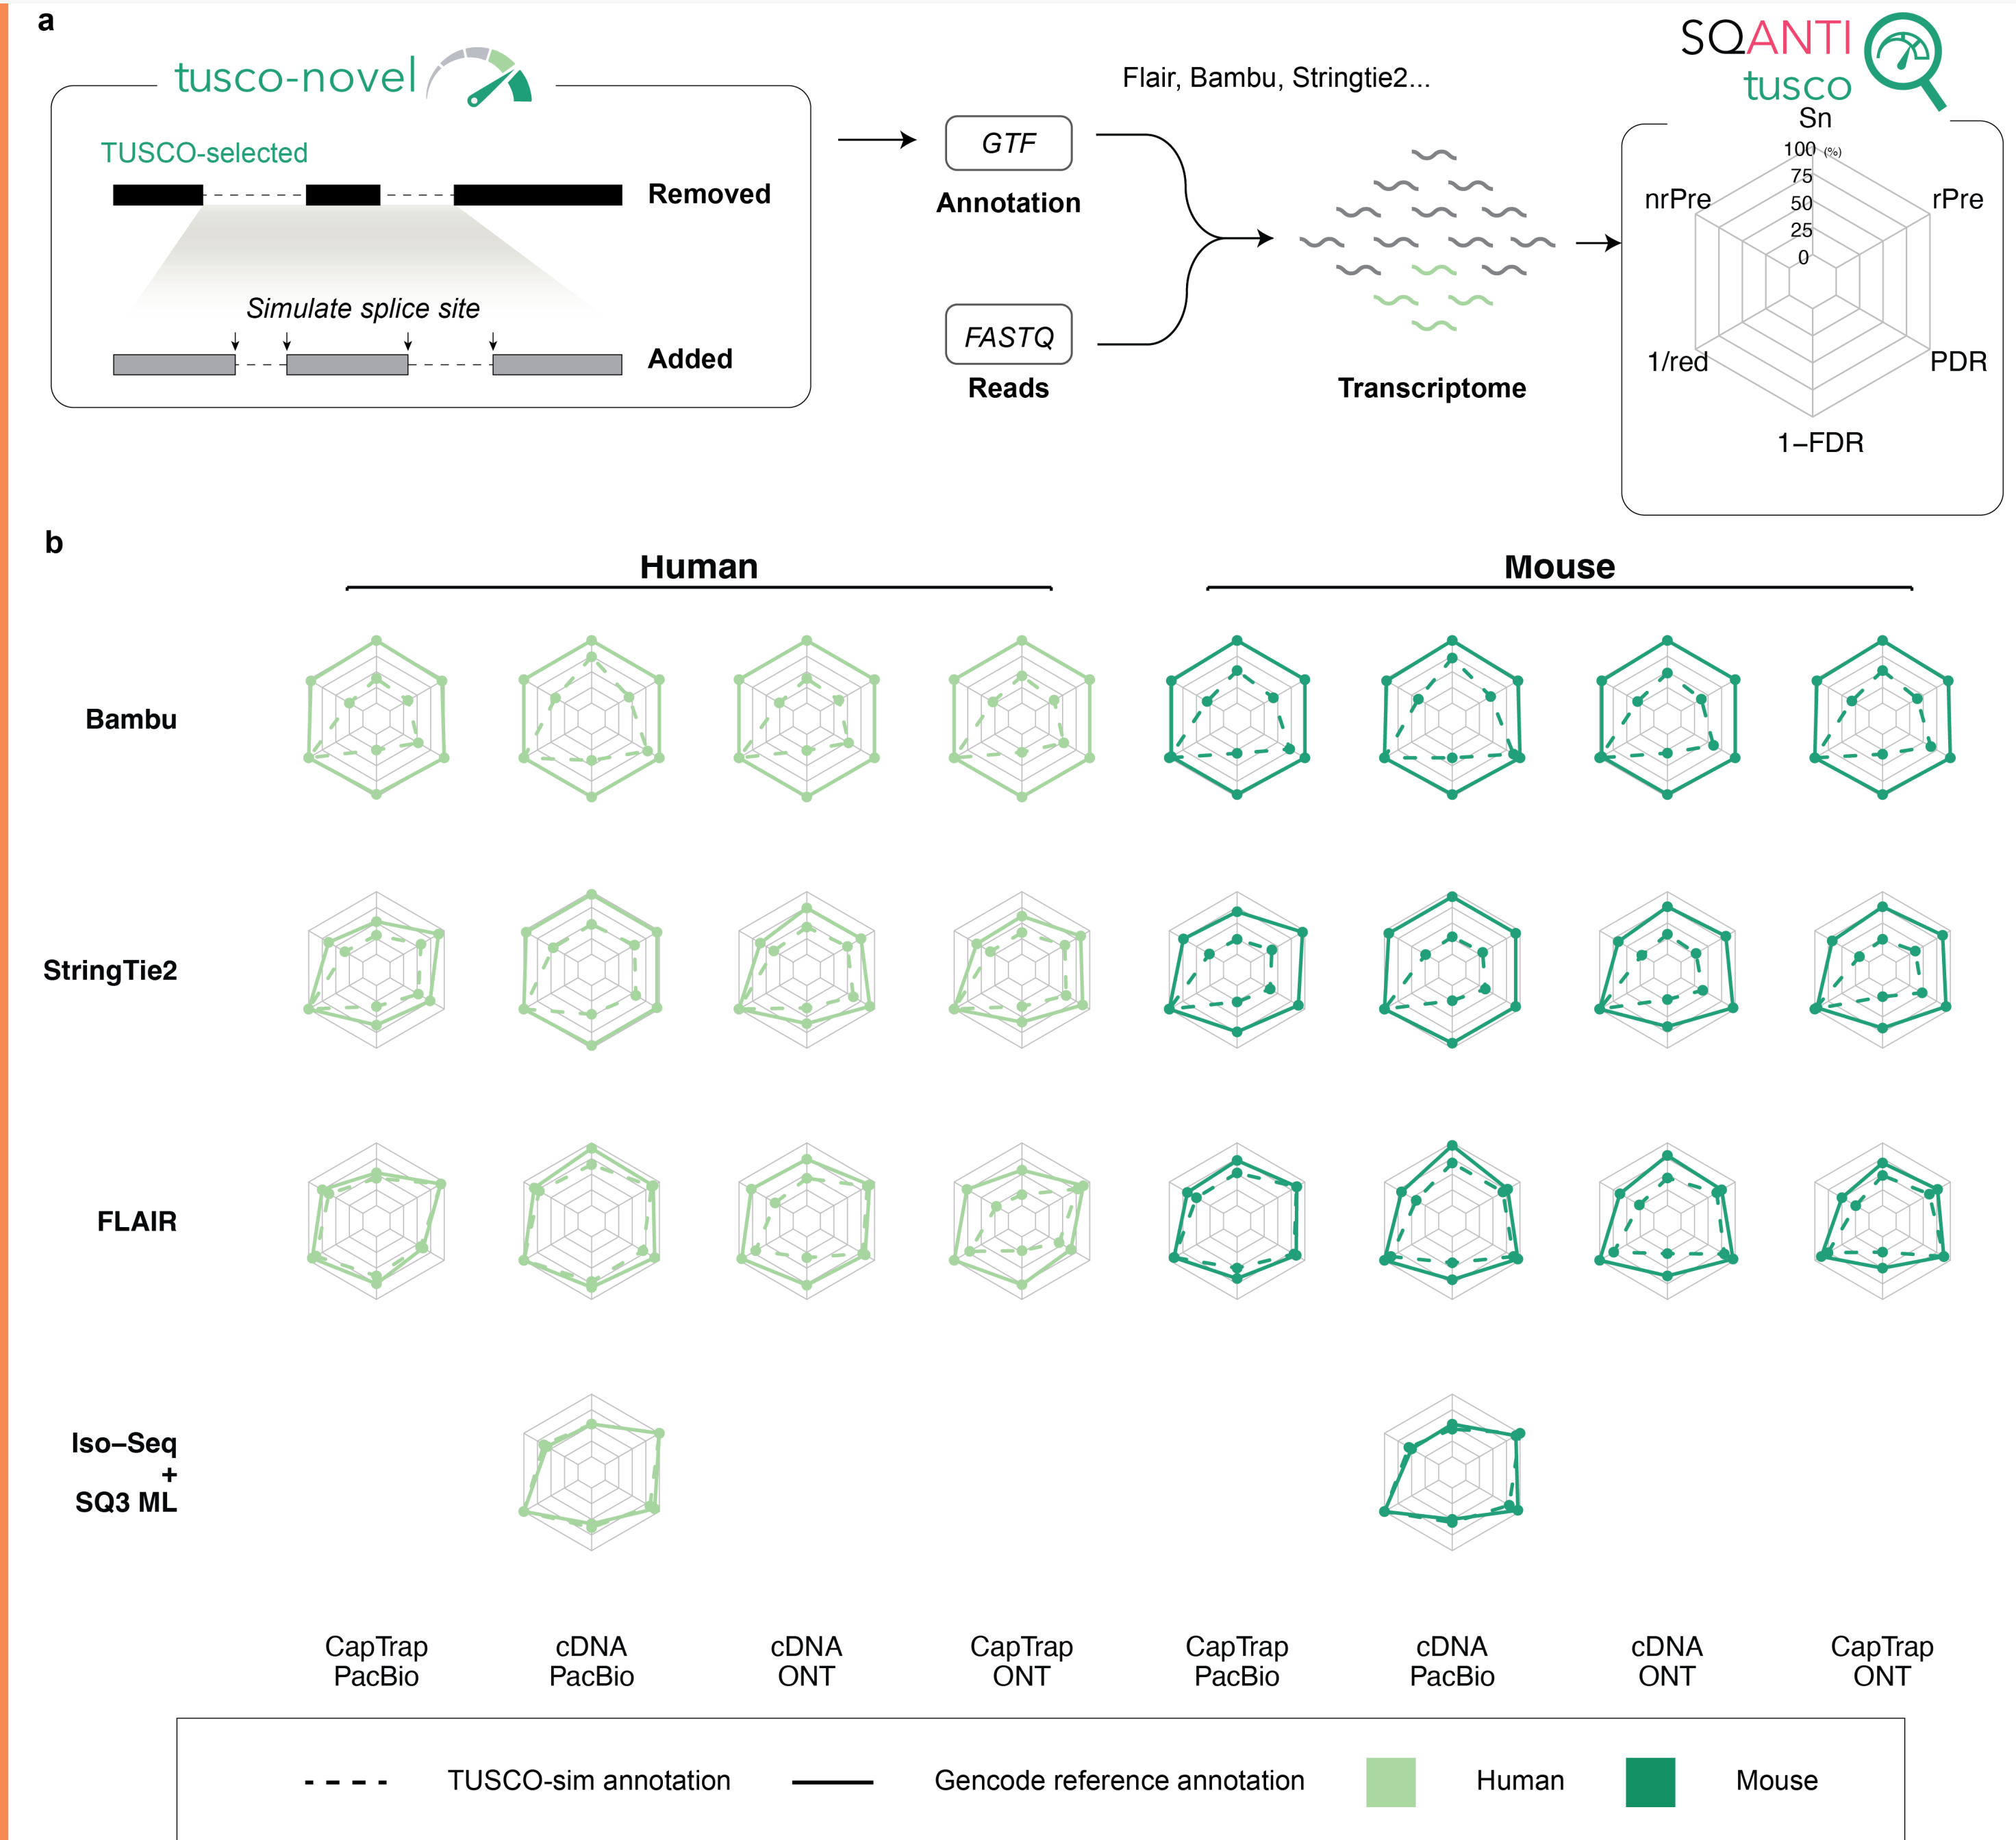 a
tusco-novel
TUSCO-selected
Removed
Simulate splice site
Added
GTF
Annotation
FASTQ
Reads
Flair, Bambu, Stringtie2...
Transcriptome
SQANTI
tusco
Sn
100 (%)
75
50
25
0
nrPre
rPre
1/red
PDR
1–FDR
b
Human
Mouse
Bambu
StringTie2
FLAIR
Iso–Seq
+
SQ3 ML
CapTrap
PacBio
cDNA
PacBio
cDNA
ONT
CapTrap
ONT
CapTrap
PacBio
cDNA
PacBio
cDNA
ONT
CapTrap
ONT
TUSCO-sim annotation
Gencode reference annotation
Human
Mouse